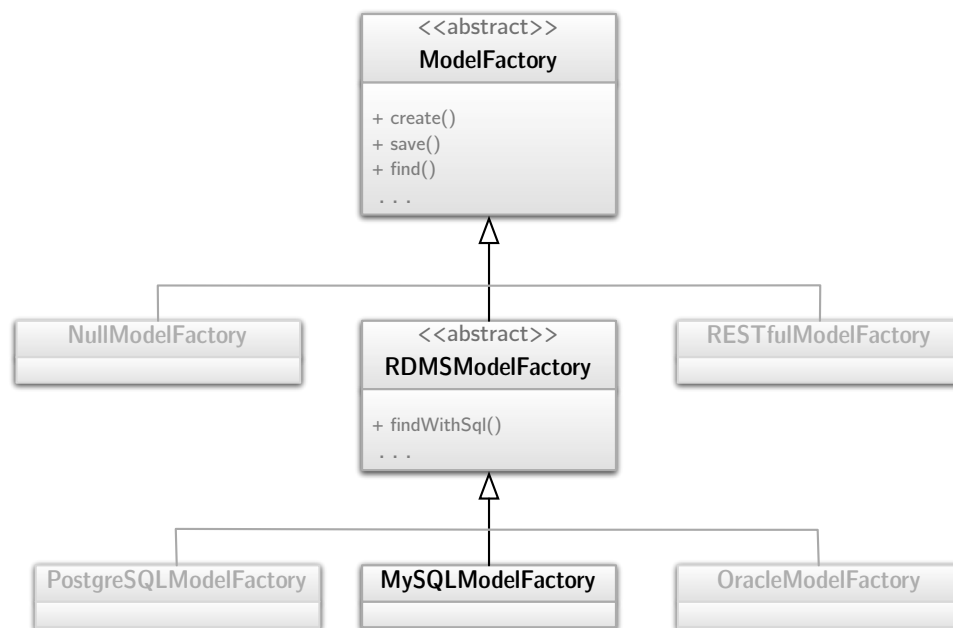 <<abstract>>
ModelFactory
+ create()
+ save()
+ find()
. . .
NullModelFactory
<<abstract>>
RDMSModelFactory
+ findWithSql()
. . .
RESTfulModelFactory
PostgreSQLModelFactory
MySQLModelFactory
OracleModelFactory